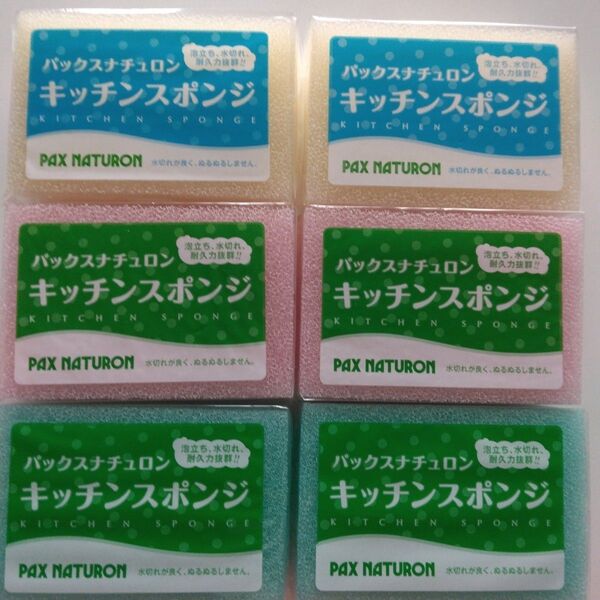 パックスナチュロン
泡立ち、水切れ、
耐久力抜群!!
キッチンスポンジ
KITCHEN SPONGE
PAX NATURON
水切れが良く、ぬるぬるしません。
パックスナチュロン
泡立ち、水切れ、
耐久力抜群!!
キッチンスポンジ
KITCHEN SPONGE
PAX NATURON
水切れが良く、ぬるぬるしません。
パックスナチュロン
泡立ち、水切れ、
耐久力抜群!!
キッチンスポンジ
KITCHEN SPONGE
PAX NATURON
水切れが良く、ぬるぬるしません。
パックスナチュロン
泡立ち、水切れ、
耐久力抜群!!
キッチンスポンジ
KITCHEN SPONGE
PAX NATURON
水切れが良く、ぬるぬるしません。
パックスナチュロン
泡立ち、水切れ、
耐久力抜群!!
キッチンスポンジ
KITCHEN SPONGE
PAX NATURON
水切れが良く、ぬるぬるしません。
パックスナチュロン
泡立ち、水切れ、
耐久力抜群!!
キッチンスポンジ
KITCHEN SPONGE
PAX NATURON
水切れが良く、ぬるぬるしません。